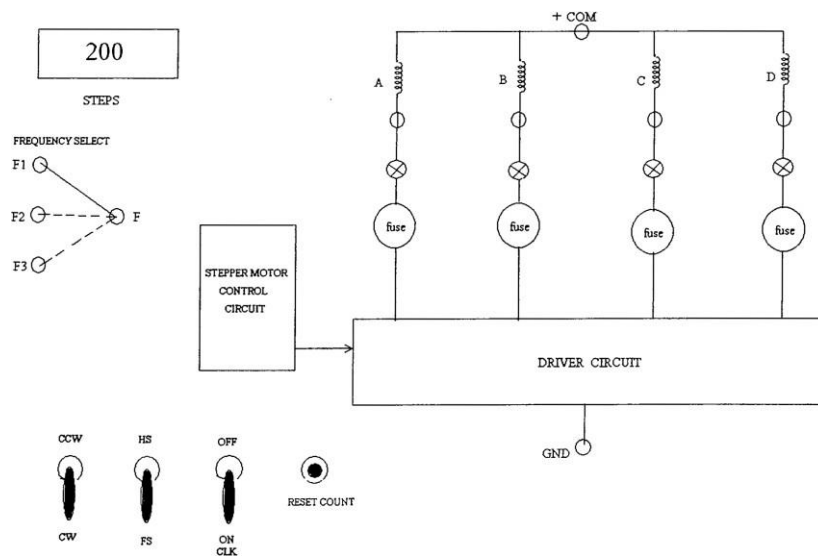 + COM
200
STEPS
A
B
C
D
FREQUENCY SELECT
F1
F2
F
F3
fuse
fuse
fuse
fuse
STEPPER MOTOR
CONTROL
CIRCUIT
DRIVER CIRCUIT
GND
CCW
HS
OFF
RESET COUNT
CW
FS
ON
CLK